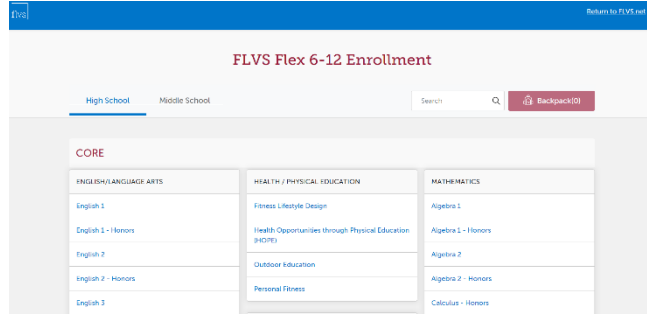 flvs
Return to FLVS.net
FLVS Flex 6-12 Enrollment
High School
Middle School
Search
Backpack(0)
CORE
ENGLISH/LANGUAGE ARTS
English 1
English 1 - Honors
English 2
English 2 - Honors
English 3
HEALTH / PHYSICAL EDUCATION
Fitness Lifestyle Design
Health Opportunities through Physical Education
(HOPE)
Outdoor Education
Personal Fitness
MATHEMATICS
Algebra 1
Algebra 1 - Honors
Algebra 2
Algebra 2 - Honors
Calculus - Honors